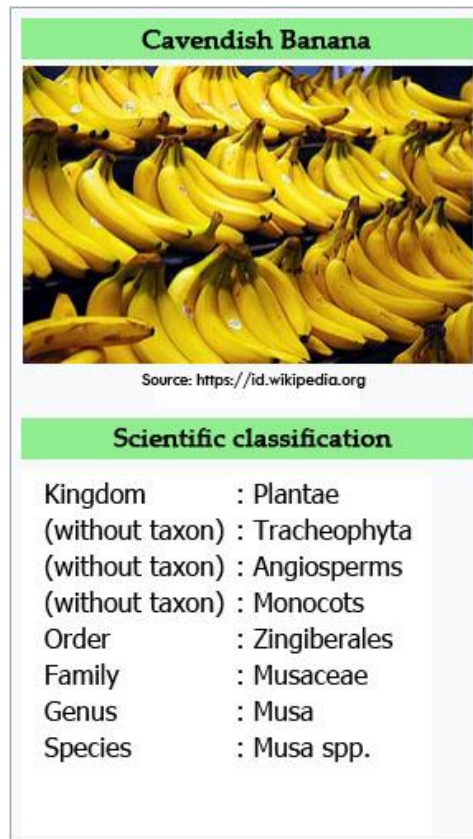 Cavendish Banana
Source: https://id.wikipedia.org
Scientific classification
Kingdom : Plantae
(without taxon) : Tracheophyta
(without taxon) : Angiosperms
(without taxon) : Monocots
Order : Zingiberales
Family : Musaceae
Genus : Musa
Species : Musa spp.